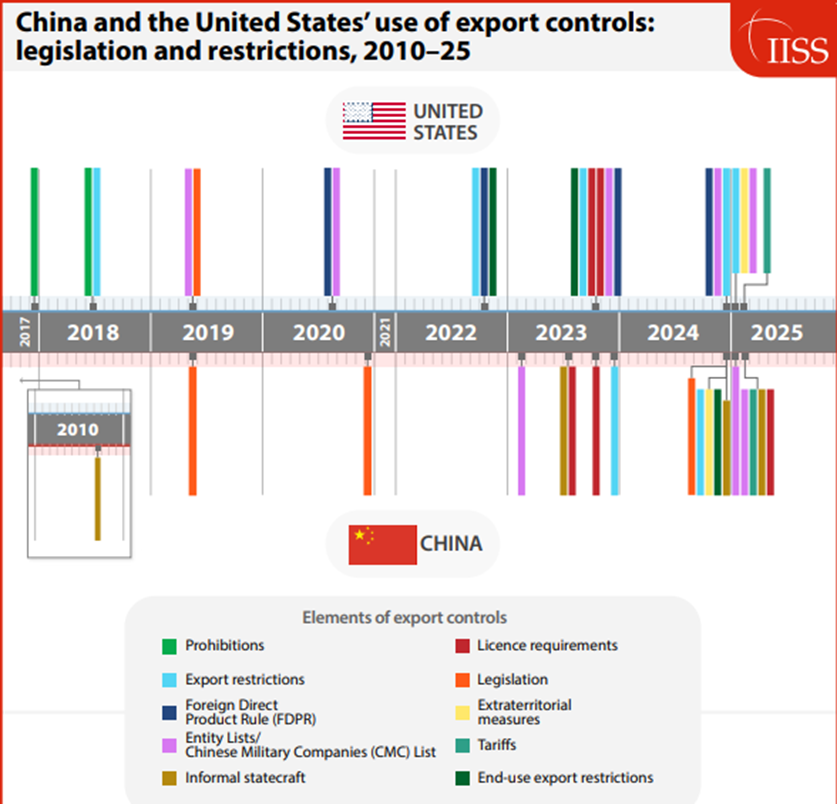 China and the United States’ use of export controls:
legislation and restrictions, 2010–25
IISS
UNITED
STATES
2017
2018
2019
2020
2021
2022
2023
2024
2025
2010
CHINA
Elements of export controls
Prohibitions
Export restrictions
Foreign Direct
Product Rule (FDPR)
Entity Lists/
Chinese Military Companies (CMC) List
Informal statecraft
Licence requirements
Legislation
Extraterritorial
measures
Tariffs
End-use export restrictions